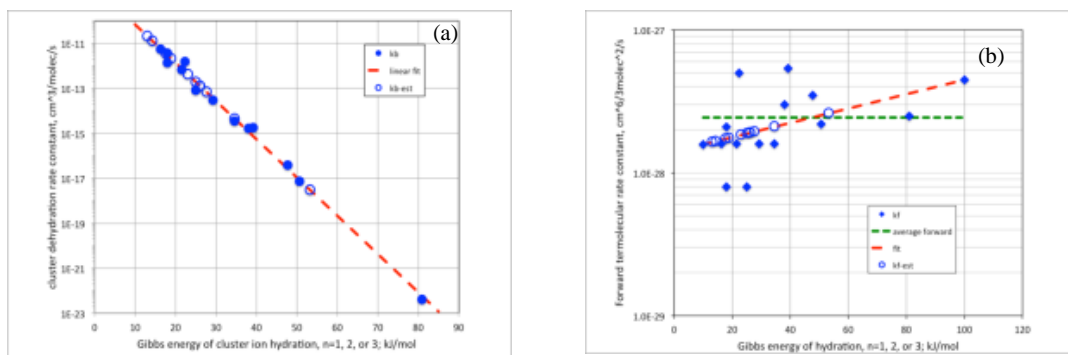 (a)
1E-11
1E-13
1E-15
1E-17
1E-19
1E-21
1E-23
cluster dehydration rate constant, cm^3/molec/s
kb
linear fit
kb-est
0 10 20 30 40 50 60 70 80 90
Gibbs energy of cluster ion hydration, n=1, 2, or 3; kJ/mol
(b)
1.0E-27
1.0E-28
1.0E-29
Forward termolecular rate constant, cm^6/3molec^2/s
kf
average forward
fit
kf-est
0 20 40 60 80 100 120
Gibbs energy of hydration, n=1, 2, or 3; kJ/mol